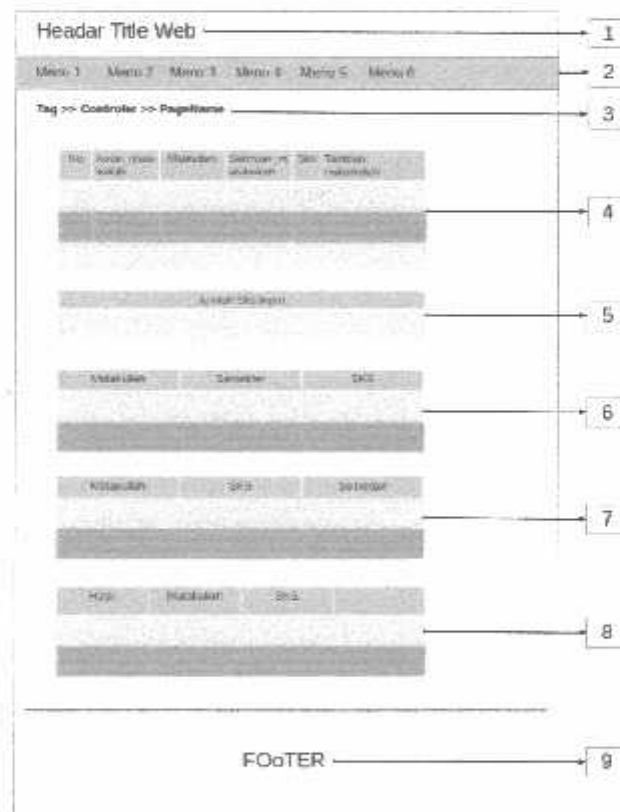 Headar Title Web
1
Menu 1 Menu 2 Menu 3 Menu 4 Menu 5 Menu 6
2
Tag >> Controler >> PageName
3
No
Matakuliah
4
5
Matakuliah Semester SKS
6
Matakuliah SKS Semester
7
Matakuliah SKS
8
FOoTER
9